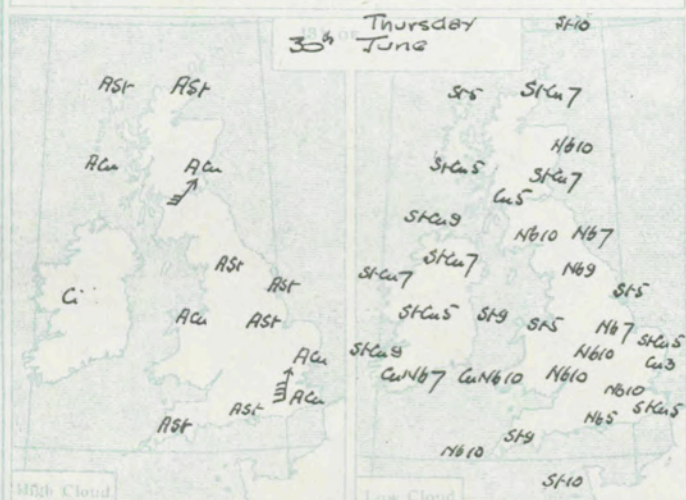 Thursday
30th June
ASt ASt
ACu ACu
ASt
ASt
Ci
ACu ASt
ACu
ACu
ASt
ASt
High Cloud
St10
St5 StCu7
Nb10
StCu5 StCu7
Cu5
StCu9
Nb10 Nb7
StCu7 Nb9
StCu7
St5
StCu5 St9 St5 Nb7
StCu5
StCu9 Nb10 Cu3
CuNb7 CuNb10 Nb10
Nb10
StCu5
Nb5
St9
Nb10
St10
Low Cloud